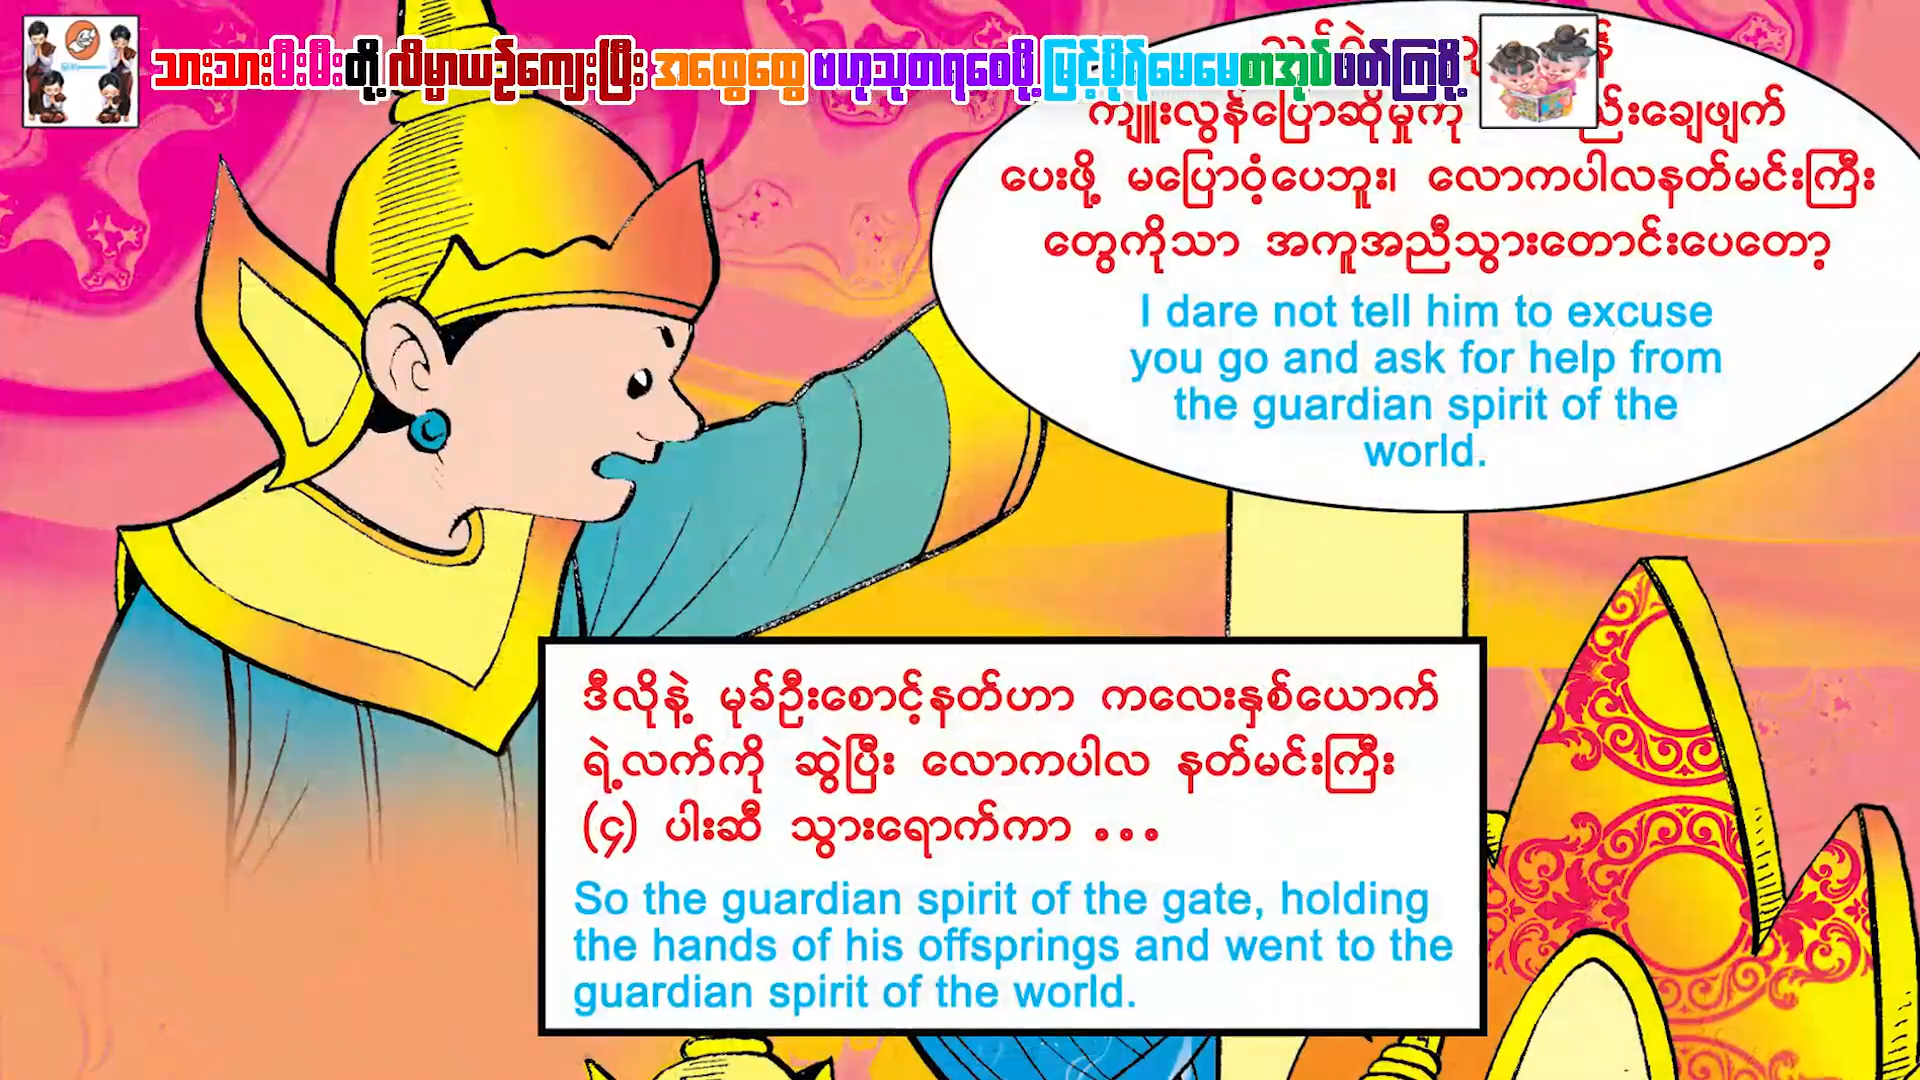 သားသားမီးမီးတို့ လိမ္မာယဉ်ကျေးပြီး အထွေထွေ ဗဟုသုတရစေဖို့ မြင့်မိုရ်မေမေစာအုပ်ဖတ်ကြစို့
ကျူးလွန်ပြောဆိုမှုကို ည်းချေဖျက်
ပေးဖို့ မပြောဝံ့ပေဘူး၊ လောကပါလနတ်မင်းကြီး
တွေကိုသာ အကူအညီသွားတောင်းပေတော့
I dare not tell him to excuse
you go and ask for help from
the guardian spirit of the
world.
ဒီလိုနဲ့ မုခ်ဦးစောင့်နတ်ဟာ ကလေးနှစ်ယောက်
ရဲ့လက်ကို ဆွဲပြီး လောကပါလ နတ်မင်းကြီး
(၄) ပါးဆီ သွားရောက်ကာ ...
So the guardian spirit of the gate, holding
the hands of his offsprings and went to the
guardian spirit of the world.